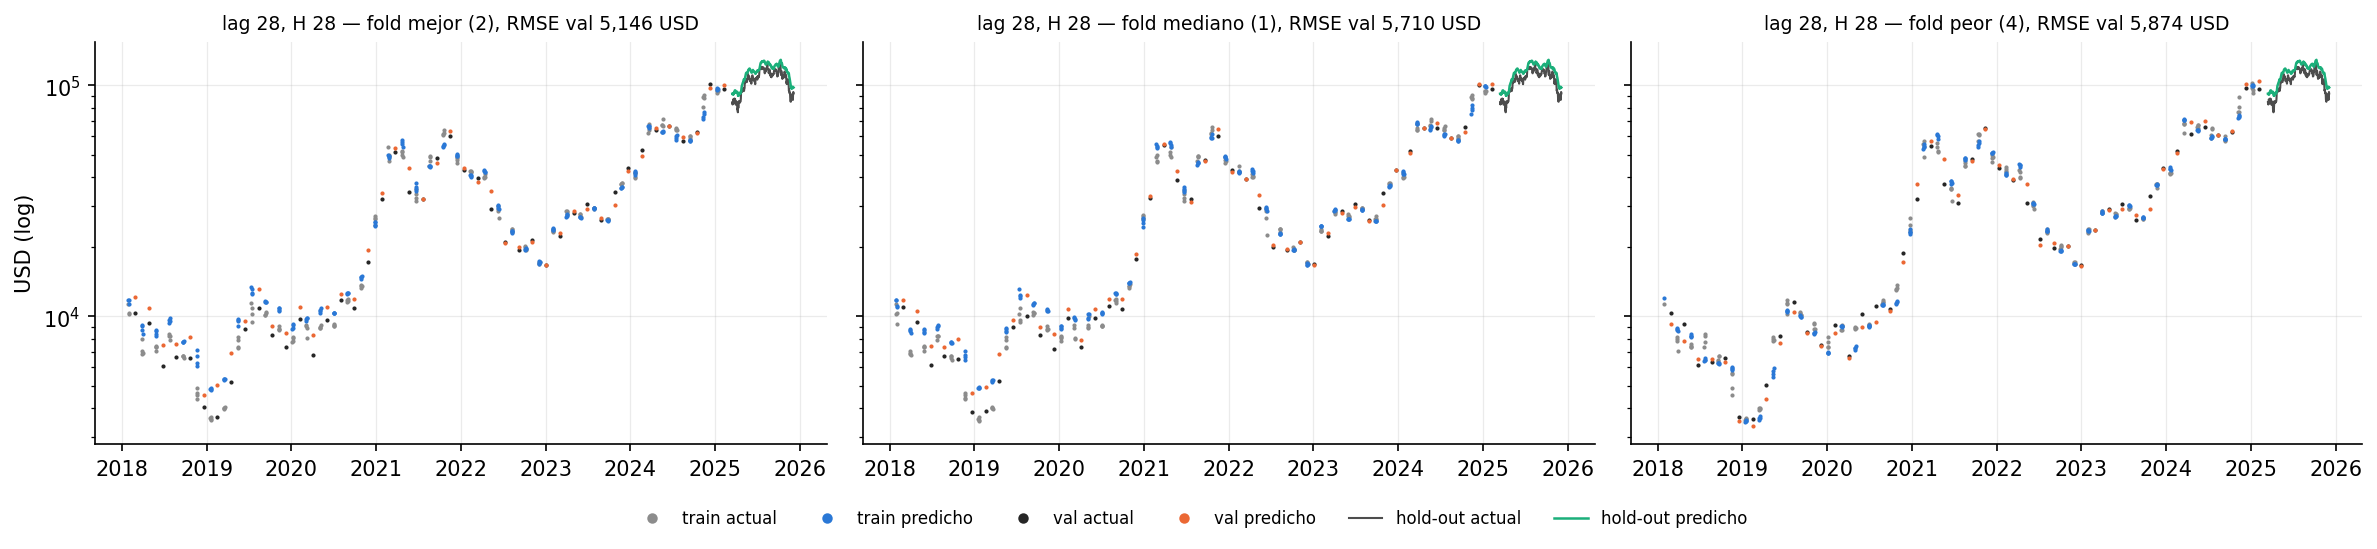 lag 28, H 28 — fold mejor (2), RMSE val 5,146 USD
lag 28, H 28 — fold mediano (1), RMSE val 5,710 USD
lag 28, H 28 — fold peor (4), RMSE val 5,874 USD
USD (log)
10⁵
10⁴
2018 2019 2020 2021 2022 2023 2024 2025 2026
2018 2019 2020 2021 2022 2023 2024 2025 2026
2018 2019 2020 2021 2022 2023 2024 2025 2026
train actual train predicho val actual val predicho hold-out actual hold-out predicho